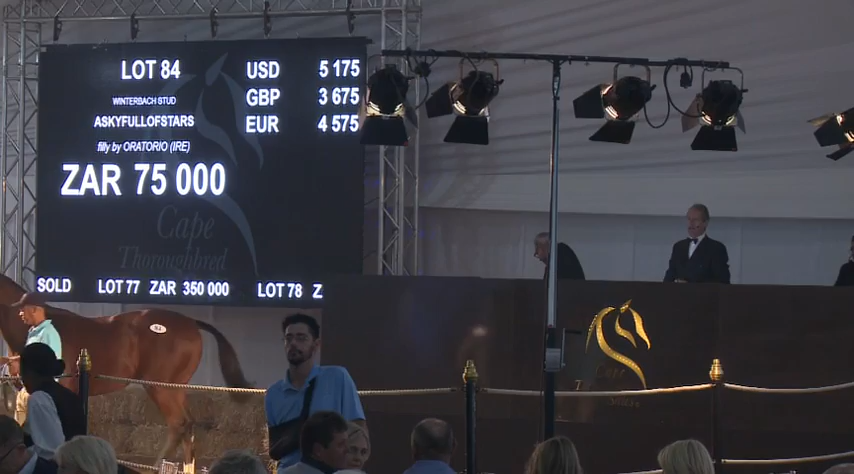 LOT 84
USD 5 175
WINTERBACH STUD
GBP 3 675
ASKYFULLOFSTARS
EUR 4 575
filly by ORATORIO (IRE)
ZAR 75 000
Cape
Thoroughbred
SOLD LOT 77 ZAR 350 000 LOT 78 Z
Cape